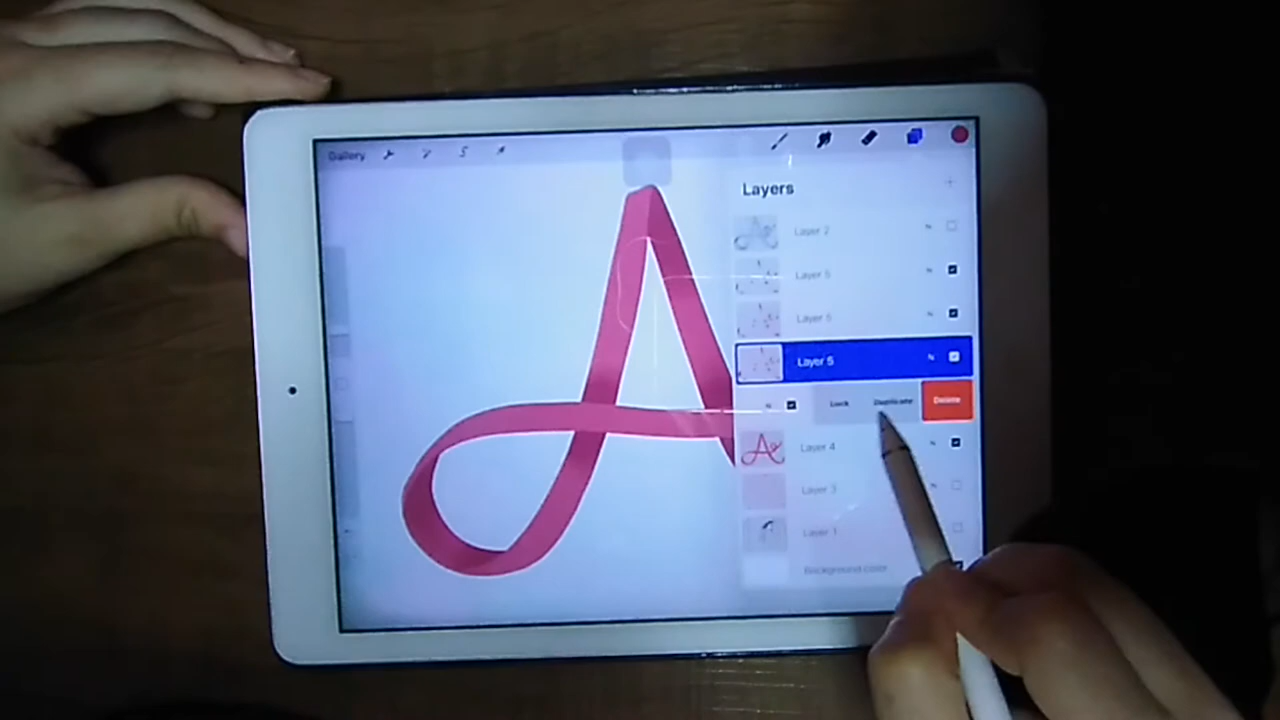 Gallery
Layers
Layer 2
Layer 5
Layer 5
Layer 5
Lock Duplicate Delete
Layer 4
Layer 3
Layer 1
Background color
A